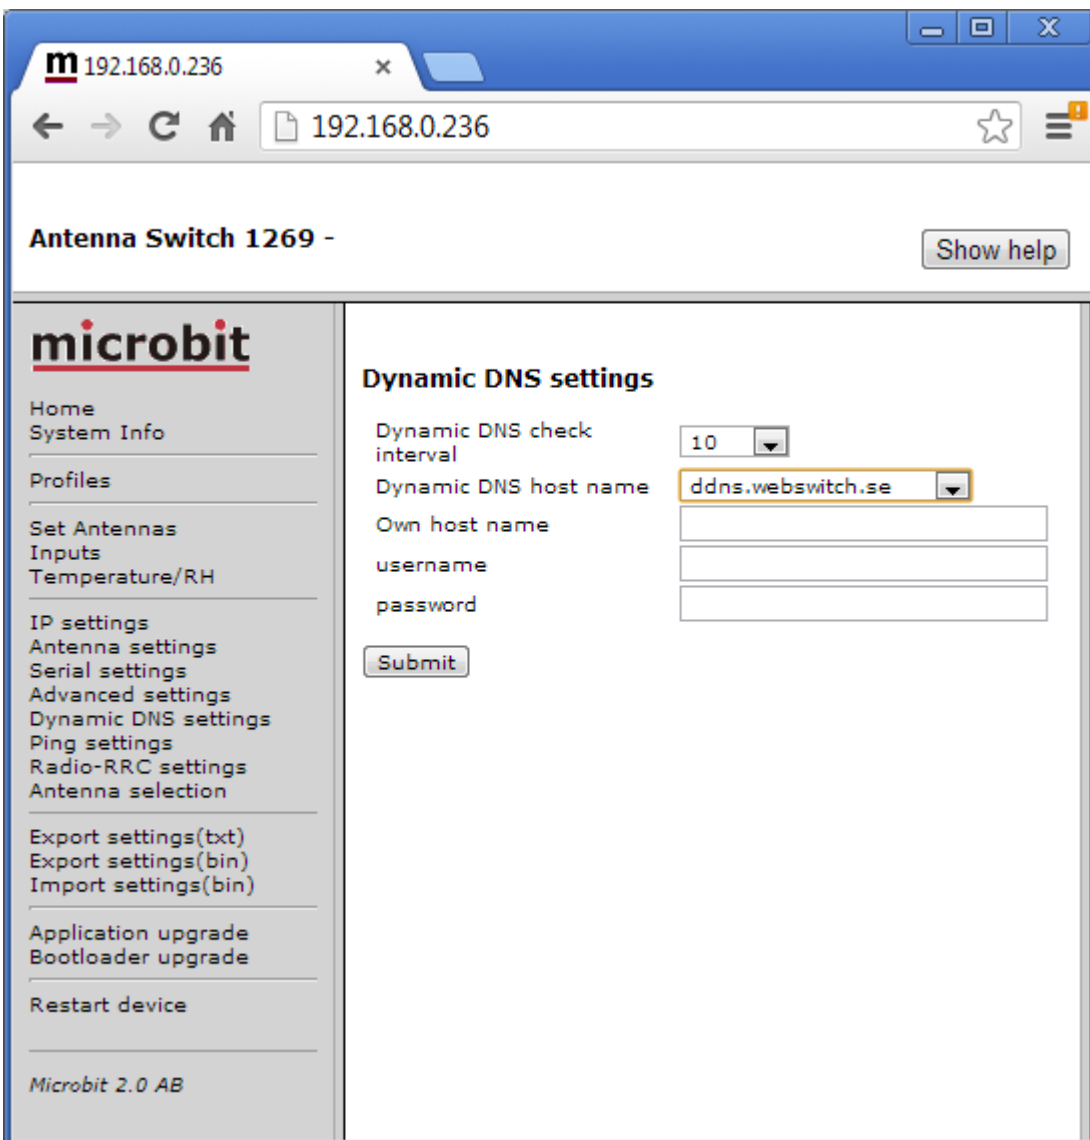 m 192.168.0.236
192.168.0.236
Antenna Switch 1269 -
Show help
microbit
Home
System Info
Profiles
Set Antennas
Inputs
Temperature/RH
IP settings
Antenna settings
Serial settings
Advanced settings
Dynamic DNS settings
Ping settings
Radio-RRC settings
Antenna selection
Export settings(txt)
Export settings(bin)
Import settings(bin)
Application upgrade
Bootloader upgrade
Restart device
Microbit 2.0 AB
Dynamic DNS settings
Dynamic DNS check
interval
10
Dynamic DNS host name ddns.webswitch.se
Own host name
username
password
Submit